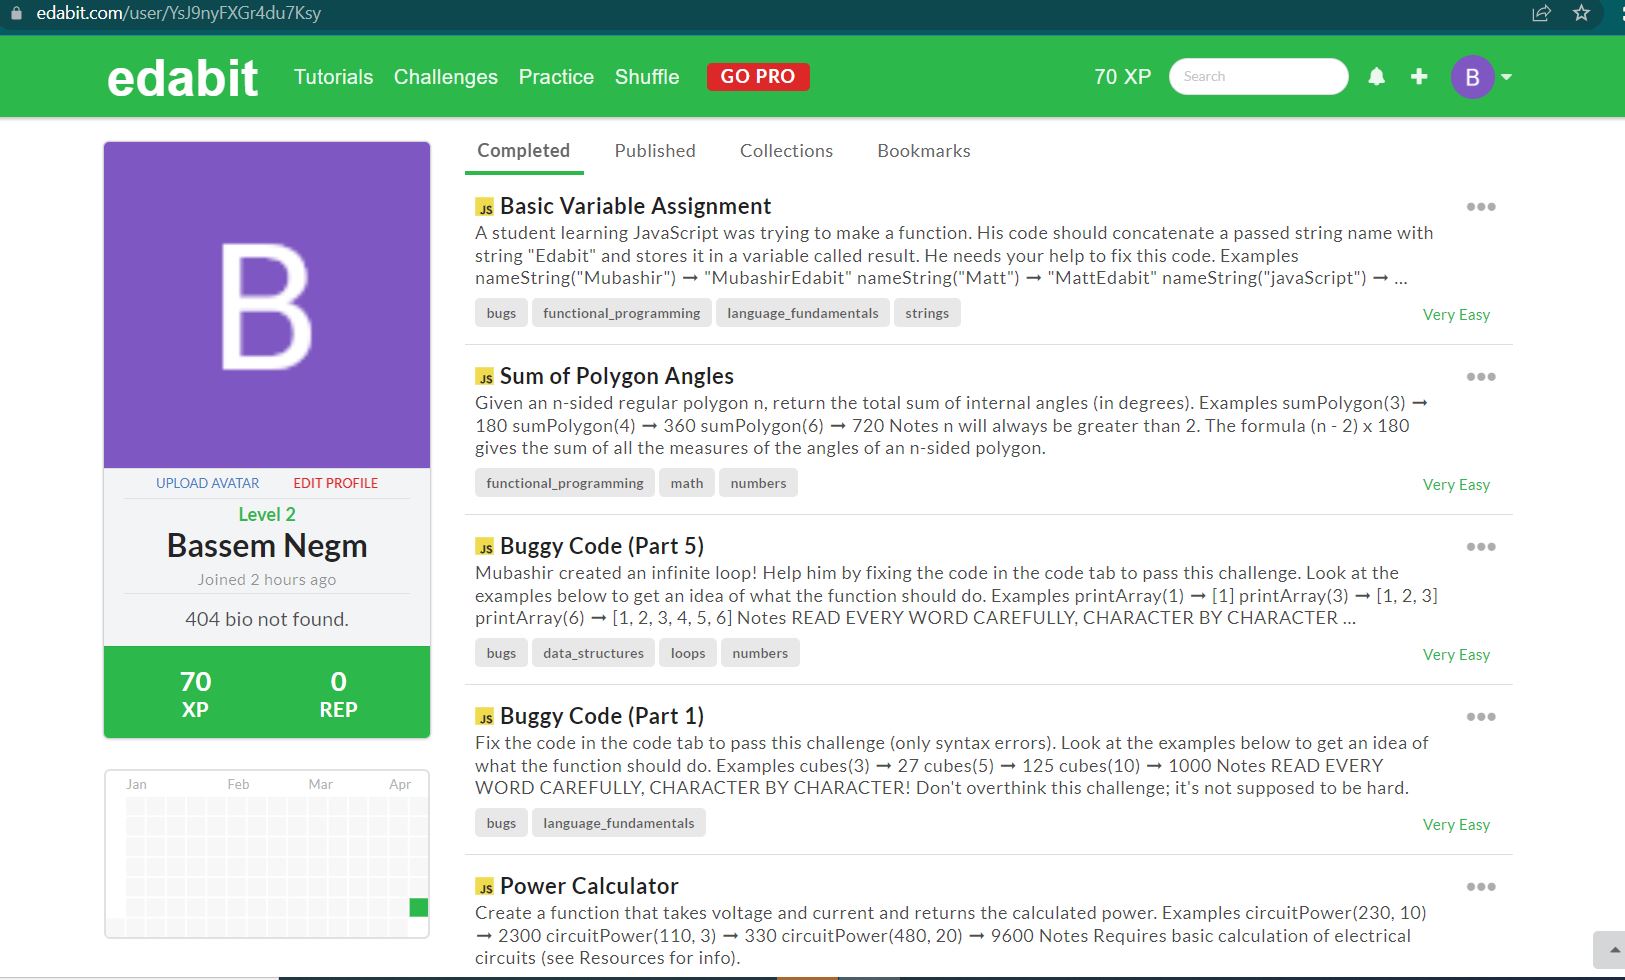 edabit.com/user/YsJ9nyFXGr4du7Ksy
edabit Tutorials Challenges Practice Shuffle GO PRO 70 XP Search B
B
UPLOAD AVATAR EDIT PROFILE
Level 2
Bassem Negm
Joined 2 hours ago
404 bio not found.
70 0
XP REP
Jan Feb Mar Apr
Completed Published Collections Bookmarks
JS Basic Variable Assignment
A student learning JavaScript was trying to make a function. His code should concatenate a passed string name with
string "Edabit" and stores it in a variable called result. He needs your help to fix this code. Examples
nameString("Mubashir") ➞ "MubashirEdabit" nameString("Matt") ➞ "MattEdabit" nameString("javaScript") ➞ ...
bugs functional_programming language_fundamentals strings
Very Easy
JS Sum of Polygon Angles
Given an n-sided regular polygon n, return the total sum of internal angles (in degrees). Examples sumPolygon(3) ➞
180 sumPolygon(4) ➞ 360 sumPolygon(6) ➞ 720 Notes n will always be greater than 2. The formula (n - 2) x 180
gives the sum of all the measures of the angles of an n-sided polygon.
functional_programming math numbers
Very Easy
JS Buggy Code (Part 5)
Mubashir created an infinite loop! Help him by fixing the code in the code tab to pass this challenge. Look at the
examples below to get an idea of what the function should do. Examples printArray(1) ➞ [1] printArray(3) ➞ [1, 2, 3]
printArray(6) ➞ [1, 2, 3, 4, 5, 6] Notes READ EVERY WORD CAREFULLY, CHARACTER BY CHARACTER ...
bugs data_structures loops numbers
Very Easy
JS Buggy Code (Part 1)
Fix the code in the code tab to pass this challenge (only syntax errors). Look at the examples below to get an idea of
what the function should do. Examples cubes(3) ➞ 27 cubes(5) ➞ 125 cubes(10) ➞ 1000 Notes READ EVERY
WORD CAREFULLY, CHARACTER BY CHARACTER! Don't overthink this challenge; it's not supposed to be hard.
bugs language_fundamentals
Very Easy
JS Power Calculator
Create a function that takes voltage and current and returns the calculated power. Examples circuitPower(230, 10)
➞ 2300 circuitPower(110, 3) ➞ 330 circuitPower(480, 20) ➞ 9600 Notes Requires basic calculation of electrical
circuits (see Resources for info).